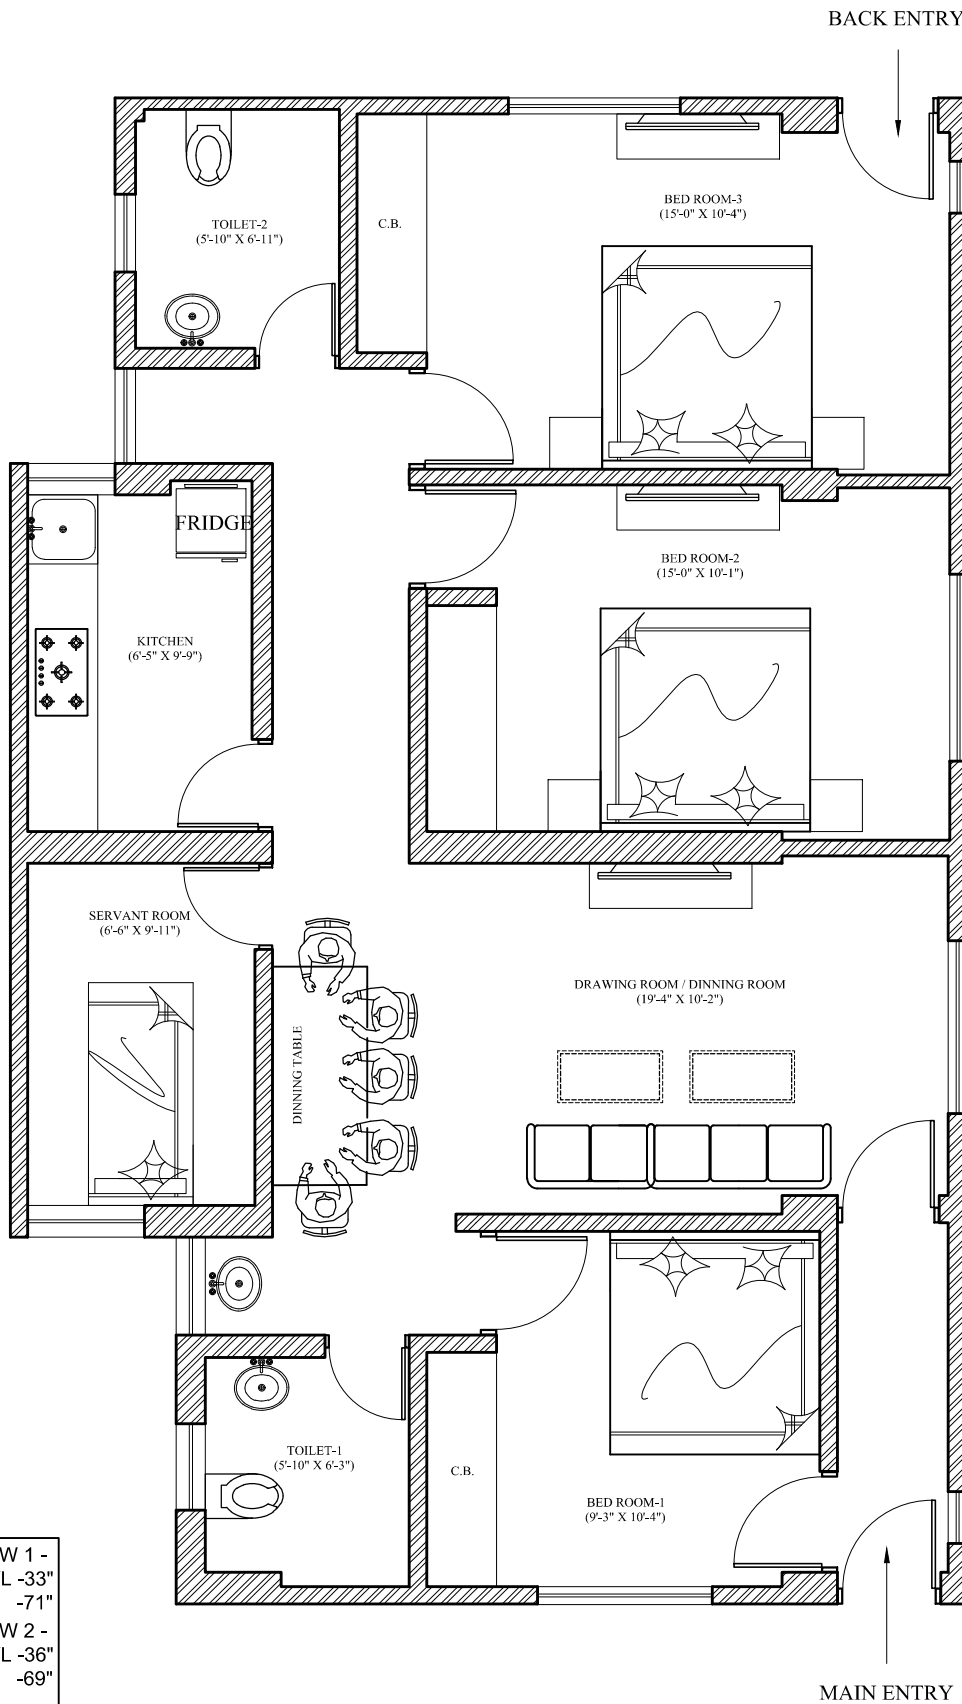 BACK ENTRY
BED ROOM-3
(15'-0" X 10'-4")
TOILET-2
(5'-10" X 6'-11")
C.B.
FRIDGE
BED ROOM-2
(15'-0" X 10'-1")
KITCHEN
(6'-5" X 9'-9")
SERVANT ROOM
(6'-6" X 9'-11")
DRAWING ROOM / DINNING ROOM
(19'-4" X 10'-2")
DINNING TABLE
TOILET-1
(5'-10" X 6'-3")
C.B.
BED ROOM-1
(9'-3" X 10'-4")
W 1 -
L -33"
-71"
W 2 -
L -36"
-69"
MAIN ENTRY